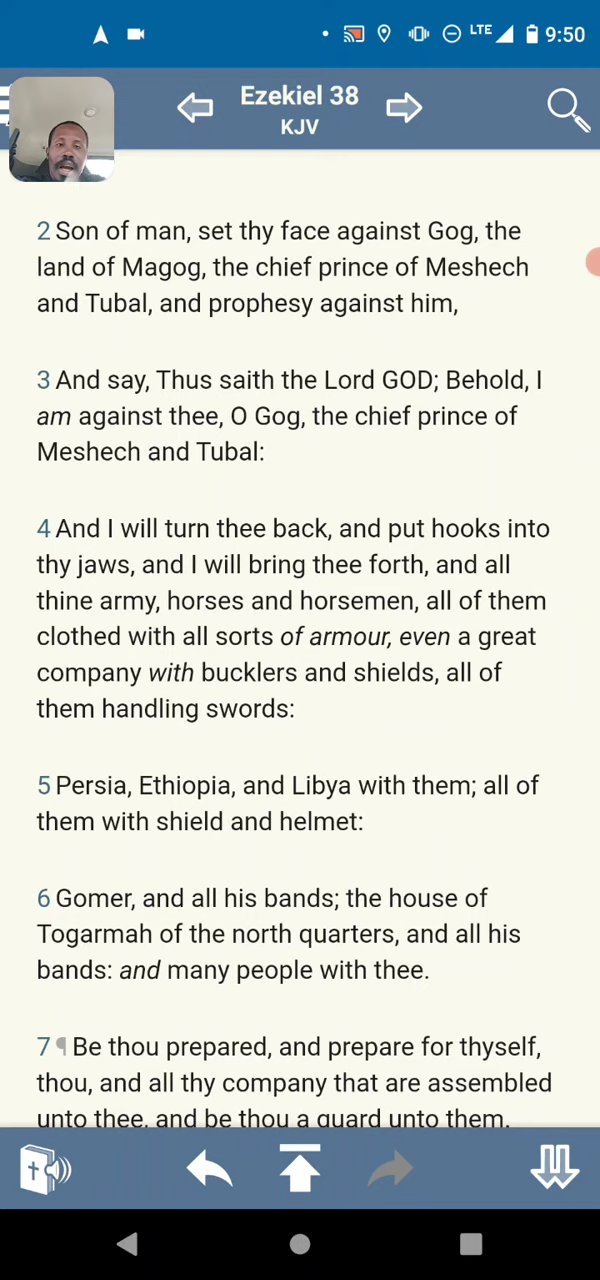 LTE 9:50
Ezekiel 38
KJV
2 Son of man, set thy face against Gog, the
land of Magog, the chief prince of Meshech
and Tubal, and prophesy against him,
3 And say, Thus saith the Lord GOD; Behold, I
am against thee, O Gog, the chief prince of
Meshech and Tubal:
4 And I will turn thee back, and put hooks into
thy jaws, and I will bring thee forth, and all
thine army, horses and horsemen, all of them
clothed with all sorts of armour, even a great
company with bucklers and shields, all of
them handling swords:
5 Persia, Ethiopia, and Libya with them; all of
them with shield and helmet:
6 Gomer, and all his bands; the house of
Togarmah of the north quarters, and all his
bands: and many people with thee.
7 ¶ Be thou prepared, and prepare for thyself,
thou, and all thy company that are assembled
unto thee, and be thou a guard unto them.